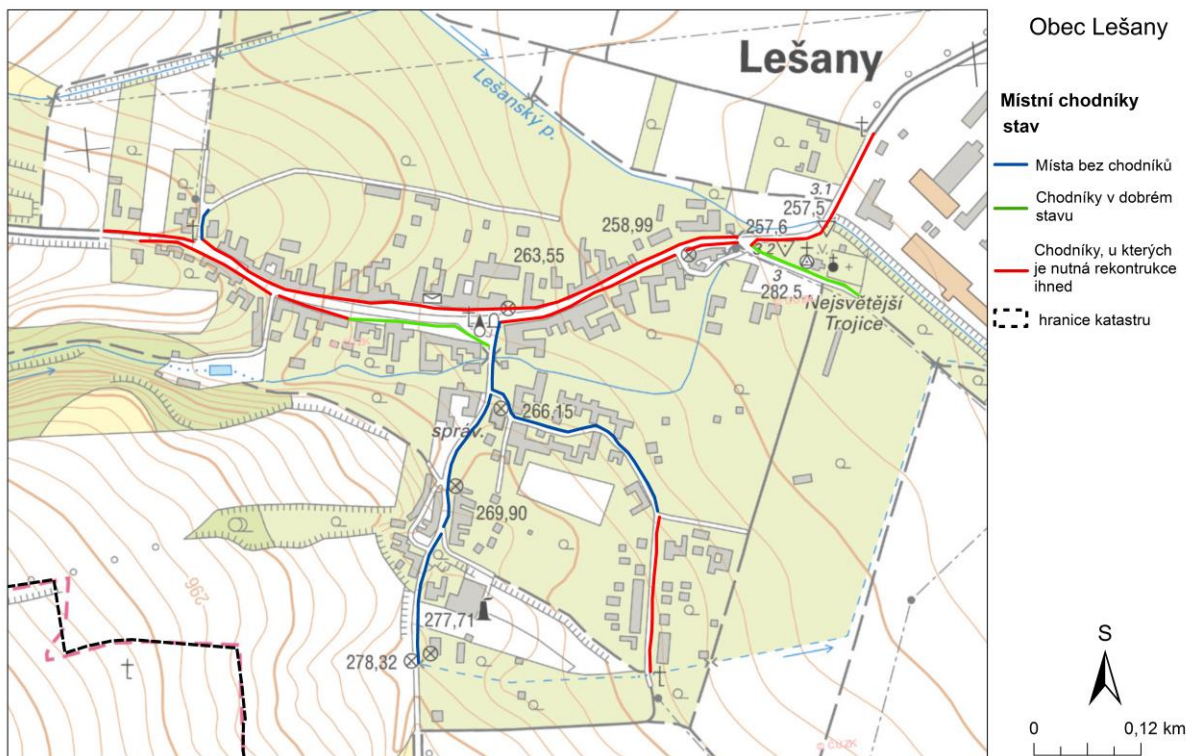 Lešany
Lešanský p.
3.1
257,5
258,99
257,6
263,55
3.2
3
282,5
Nejsvětější
Trojice
266,15
správ.
269,90
296
277,71
278,32
Obec Lešany
Místní chodníky
stav
Místa bez chodníků
Chodníky v dobrém
stavu
Chodníky, u kterých
je nutná rekontrukce
ihned
hranice katastru
S
0 0,12 km